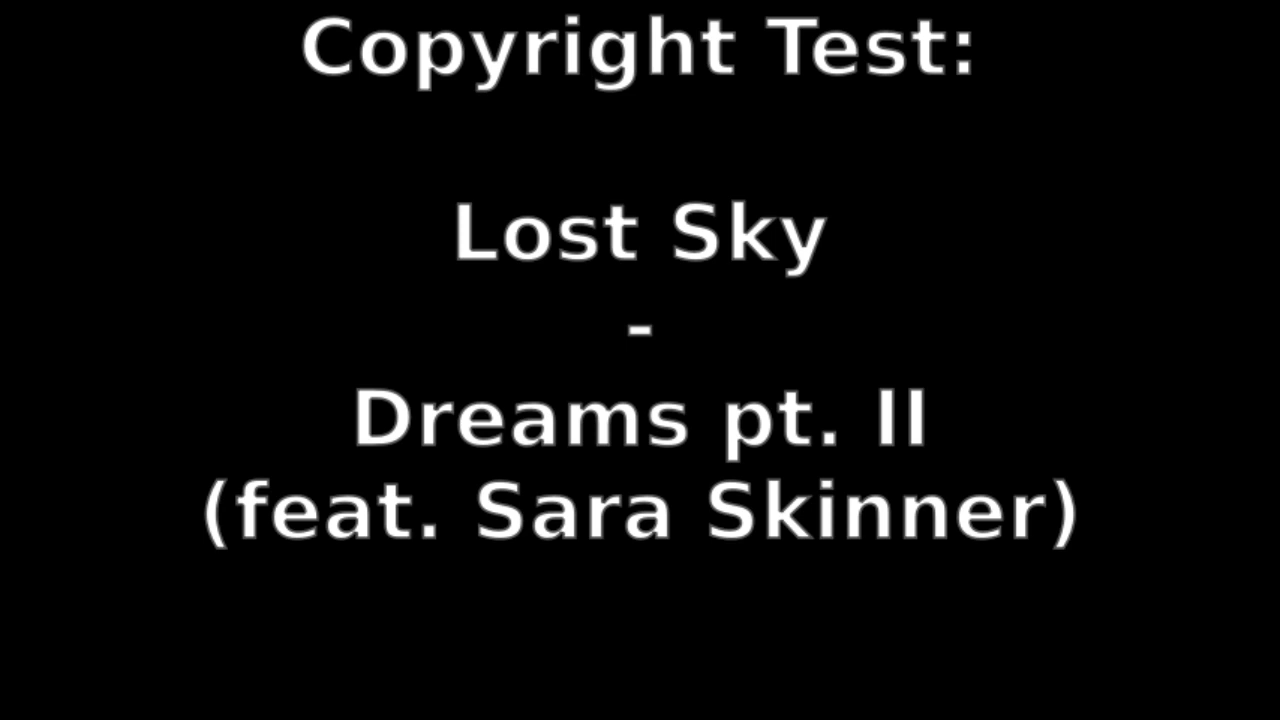 Copyright Test:
Lost Sky
-
Dreams pt. II
(feat. Sara Skinner)